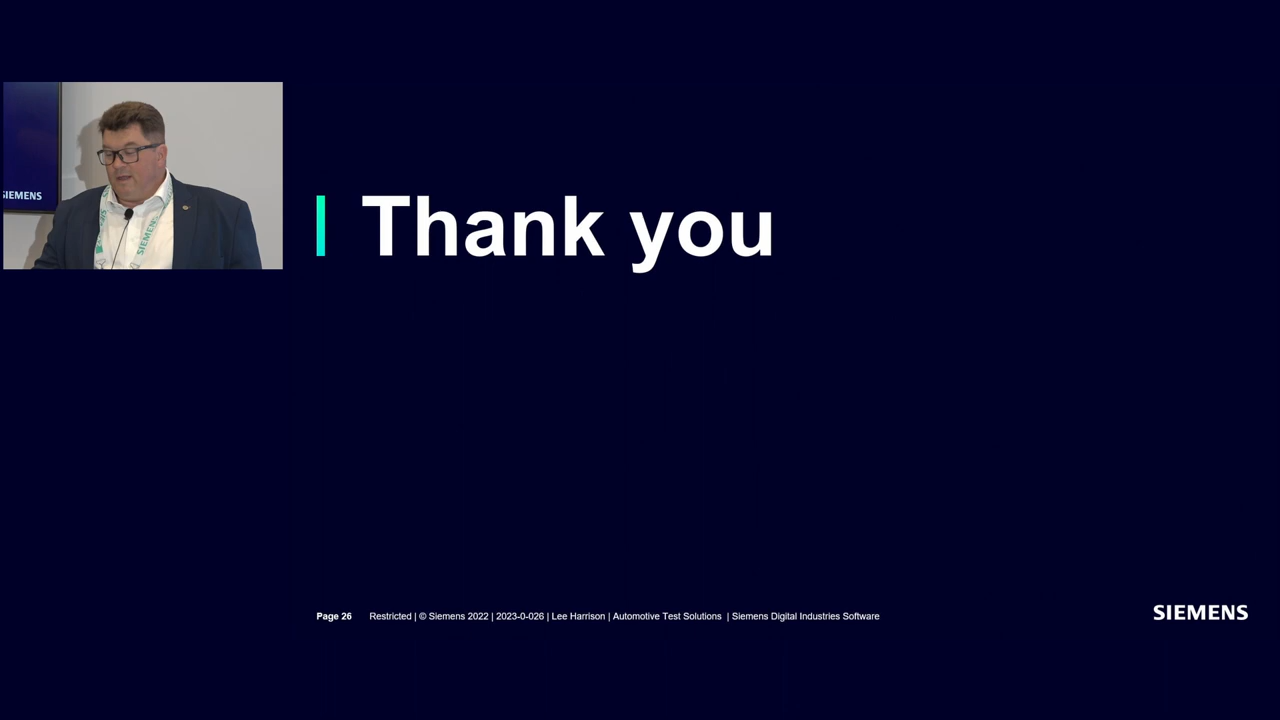 SIEMENS
SIEMENS
Thank you
Page 26 Restricted | © Siemens 2022 | 2023-0-026 | Lee Harrison | Automotive Test Solutions | Siemens Digital Industries Software
SIEMENS